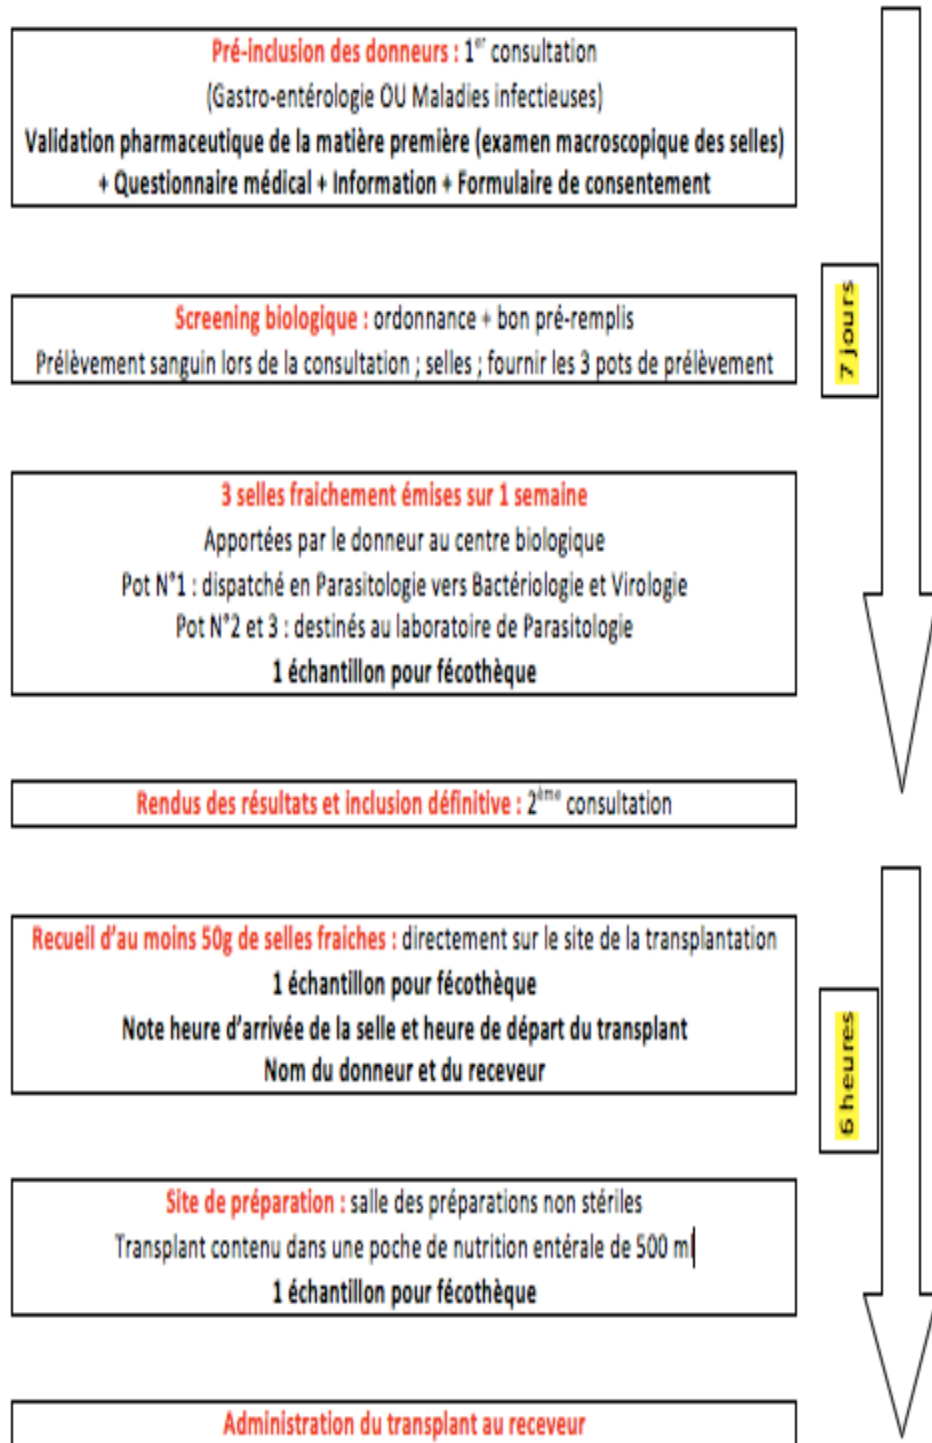 Pré-inclusion des donneurs : 1er consultation
(Gastro-entérologie OU Maladies infectieuses)
Validation pharmaceutique de la matière première (examen macroscopique des selles)
+ Questionnaire médical + Information + Formulaire de consentement
Screening biologique : ordonnance + bon pré-remplis
Prélèvement sanguin lors de la consultation ; selles ; fournir les 3 pots de prélèvement
7 jours
3 selles fraichement émises sur 1 semaine
Apportées par le donneur au centre biologique
Pot N°1 : dispatché en Parasitologie vers Bactériologie et Virologie
Pot N°2 et 3 : destinés au laboratoire de Parasitologie
1 échantillon pour fécothèque
Rendus des résultats et inclusion définitive : 2ème consultation
Recueil d'au moins 50g de selles fraiches : directement sur le site de la transplantation
1 échantillon pour fécothèque
Note heure d'arrivée de la selle et heure de départ du transplant
Nom du donneur et du receveur
6 heures
Site de préparation : salle des préparations non stériles
Transplant contenu dans une poche de nutrition entérale de 500 ml
1 échantillon pour fécothèque
Administration du transplant au receveur